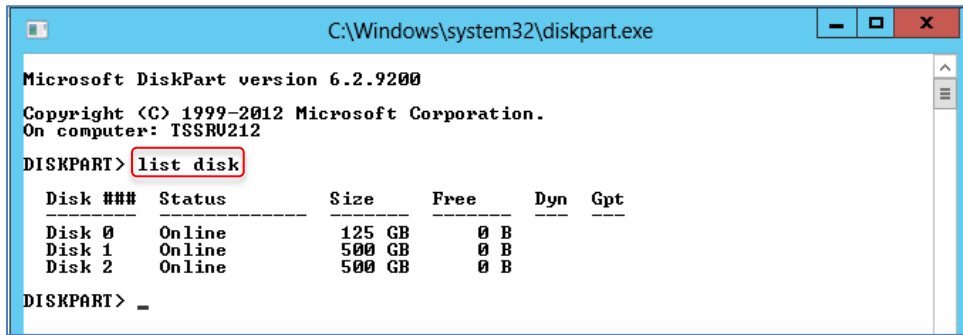 C:\Windows\system32\diskpart.exe
Microsoft DiskPart version 6.2.9200
Copyright (C) 1999-2012 Microsoft Corporation.
On computer: TSSRV212
DISKPART> list disk
Disk ### Status Size Free Dyn Gpt
-------- ------------- ------- ------- --- ---
Disk 0 Online 125 GB 0 B
Disk 1 Online 500 GB 0 B
Disk 2 Online 500 GB 0 B
DISKPART> _